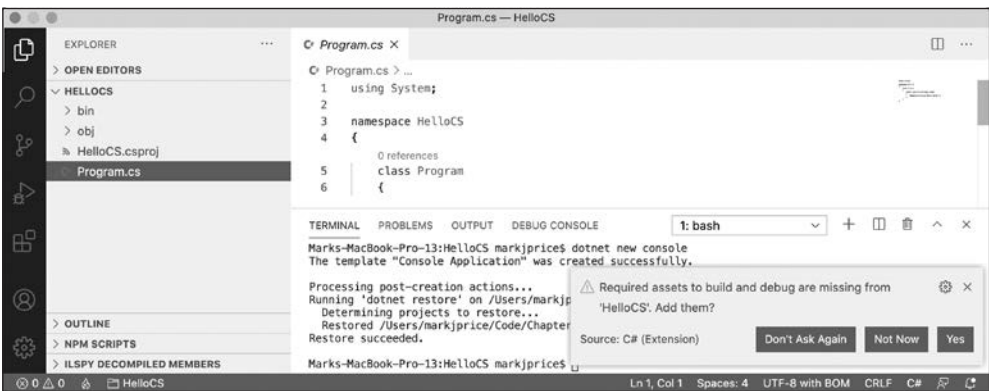 Program.cs — HelloCS
EXPLORER
OPEN EDITORS
HELLOCS
bin
obj
HelloCS.csproj
Program.cs
OUTLINE
NPM SCRIPTS
ILSPY DECOMPILED MEMBERS
C# Program.cs ×
C# Program.cs > ...
1 using System;
2
3 namespace HelloCS
4 {
0 references
5 class Program
6 {
TERMINAL PROBLEMS OUTPUT DEBUG CONSOLE 1: bash
Marks-MacBook-Pro-13:HelloCS markjprice$ dotnet new console
The template "Console Application" was created successfully.
Processing post-creation actions...
Running 'dotnet restore' on /Users/markjp
Determining projects to restore...
Restored /Users/markjprice/Code/Chapter
Restore succeeded.
Marks-MacBook-Pro-13:HelloCS markjprice$
Required assets to build and debug are missing from
'HelloCS'. Add them?
Source: C# (Extension) Don't Ask Again Not Now Yes
0 0 HelloCS Ln 1, Col 1 Spaces: 4 UTF-8 with BOM CRLF C#